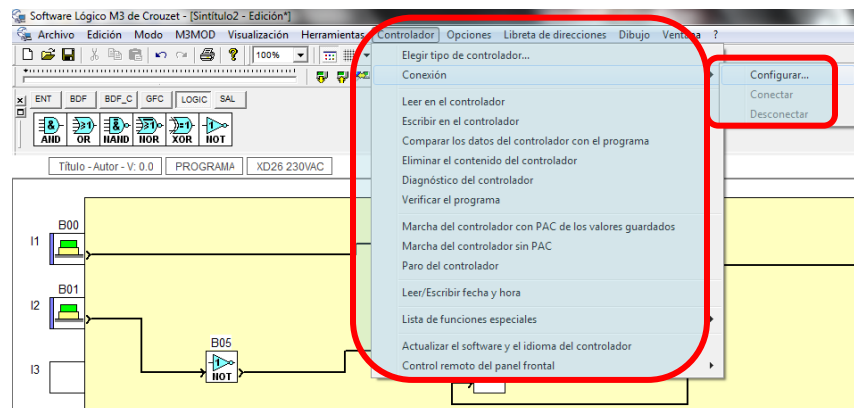 Software Lógico M3 de Crouzet - [Sintítulo2 - Edición*]
Archivo Edición Modo M3MOD Visualización Herramientas Controlador Opciones Libreta de direcciones Dibujo Ventana ?
100%
ENT BDF BDF_C GFC LOGIC SAL
AND OR NAND NOR XOR NOT
Título - Autor - V: 0.0 PROGRAMA XD26 230VAC
Elegir tipo de controlador...
Conexión
Configurar...
Conectar
Desconectar
Leer en el controlador
Escribir en el controlador
Comparar los datos del controlador con el programa
Eliminar el contenido del controlador
Diagnóstico del controlador
Verificar el programa
Marcha del controlador con PAC de los valores guardados
Marcha del controlador sin PAC
Paro del controlador
Leer/Escribir fecha y hora
Lista de funciones especiales
Actualizar el software y el idioma del controlador
Control remoto del panel frontal
B00
I1
B01
I2
B05
NOT
I3